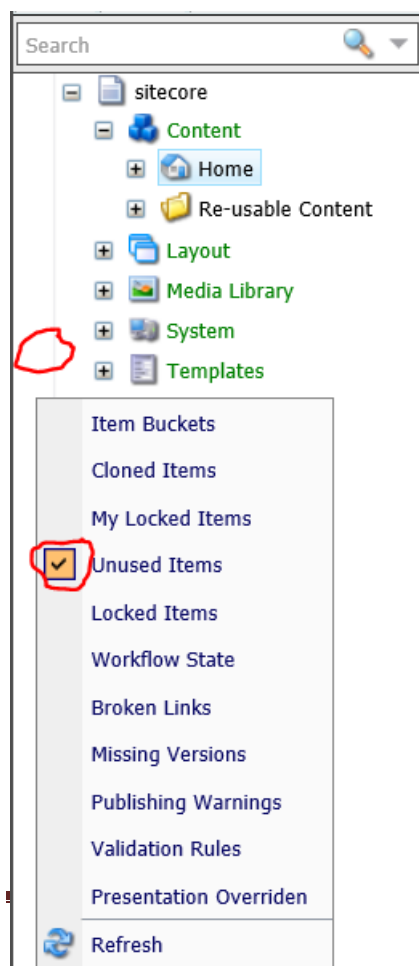 Search
sitecore
Content
Home
Re-usable Content
Layout
Media Library
System
Templates
Item Buckets
Cloned Items
My Locked Items
Unused Items
Locked Items
Workflow State
Broken Links
Missing Versions
Publishing Warnings
Validation Rules
Presentation Overriden
Refresh